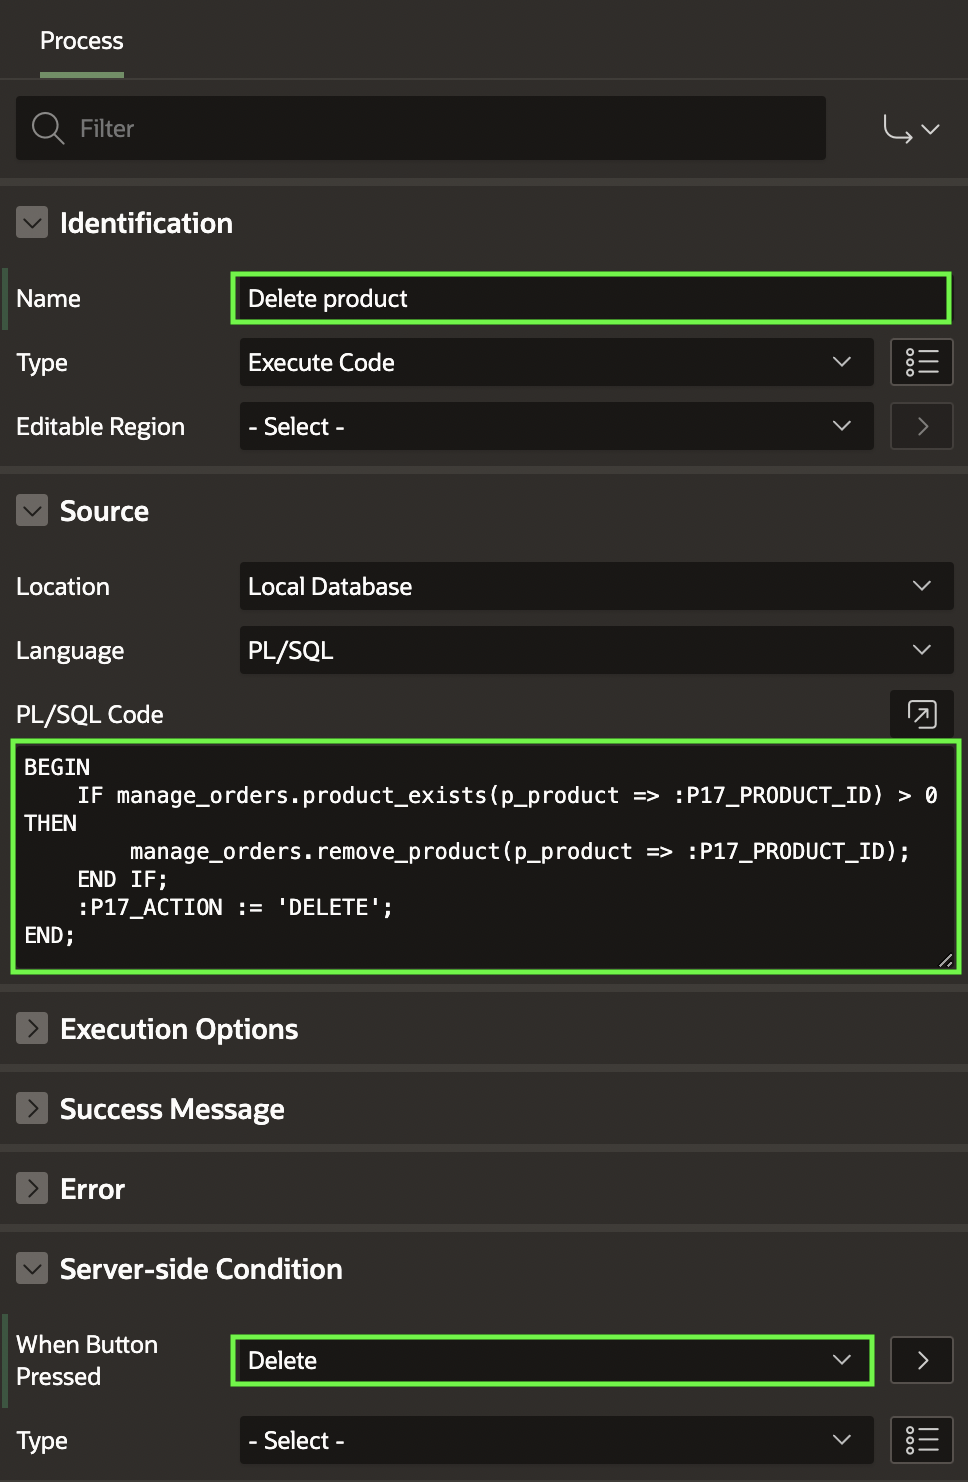 Process
Filter
Identification
Name Delete product
Type Execute Code
Editable Region - Select -
Source
Location Local Database
Language PL/SQL
PL/SQL Code
BEGIN
    IF manage_orders.product_exists(p_product => :P17_PRODUCT_ID) > 0
THEN
        manage_orders.remove_product(p_product => :P17_PRODUCT_ID);
    END IF;
    :P17_ACTION := 'DELETE';
END;
Execution Options
Success Message
Error
Server-side Condition
When Button
Pressed
Delete
Type - Select -